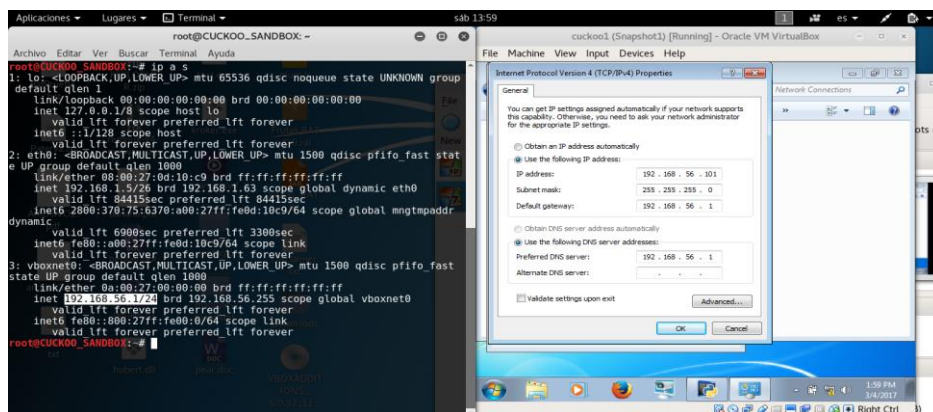 Aplicaciones Lugares Terminal sáb 13:59 1 es
root@CUCKOO_SANDBOX: ~
Archivo Editar Ver Buscar Terminal Ayuda
root@CUCKOO_SANDBOX:~# ip a s
1: lo: <LOOPBACK,UP,LOWER_UP> mtu 65536 qdisc noqueue state UNKNOWN group
default qlen 1
link/loopback 00:00:00:00:00:00 brd 00:00:00:00:00:00
inet 127.0.0.1/8 scope host lo
valid_lft forever preferred_lft forever
inet6 ::1/128 scope host
valid_lft forever preferred_lft forever
2: eth0: <BROADCAST,MULTICAST,UP,LOWER_UP> mtu 1500 qdisc pfifo_fast stat
e UP group default qlen 1000
link/ether 08:00:27:0d:10:c9 brd ff:ff:ff:ff:ff:ff
inet 192.168.1.5/26 brd 192.168.1.63 scope global dynamic eth0
valid_lft 84415sec preferred_lft 84415sec
inet6 2800:370:75:6370:a00:27ff:fe0d:10c9/64 scope global mngtmpaddr
dynamic
valid_lft 6900sec preferred_lft 3300sec
inet6 fe80::a00:27ff:fe0d:10c9/64 scope link
valid_lft forever preferred_lft forever
3: vboxnet0: <BROADCAST,MULTICAST,UP,LOWER_UP> mtu 1500 qdisc pfifo_fast
state UP group default qlen 1000
link/ether 0a:00:27:00:00:00 brd ff:ff:ff:ff:ff:ff
inet 192.168.56.1/24 brd 192.168.56.255 scope global vboxnet0
valid_lft forever preferred_lft forever
inet6 fe80::800:27ff:fe00:0/64 scope link
valid_lft forever preferred_lft forever
root@CUCKOO_SANDBOX:~#
hubert.dll pear.doc
File
New
cuckoo1 (Snapshot1) [Running] - Oracle VM VirtualBox
File Machine View Input Devices Help
Internet Protocol Version 4 (TCP/IPv4) Properties
General
You can get IP settings assigned automatically if your network supports
this capability. Otherwise, you need to ask your network administrator
for the appropriate IP settings.
Obtain an IP address automatically
Use the following IP address:
IP address: 192 . 168 . 56 . 101
Subnet mask: 255 . 255 . 255 . 0
Default gateway: 192 . 168 . 56 . 1
Obtain DNS server address automatically
Use the following DNS server addresses:
Preferred DNS server: 192 . 168 . 56 . 1
Alternate DNS server: . . .
Validate settings upon exit
Advanced...
OK Cancel
Network Connections
ots
1:59 PM
3/4/2017
Right Ctrl